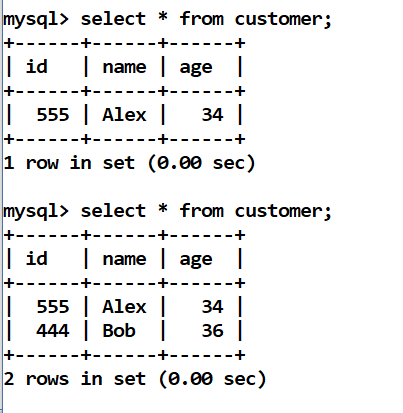 mysql> select * from customer;
+------+------+------+
| id   | name | age  |
+------+------+------+
|  555 | Alex |   34 |
+------+------+------+
1 row in set (0.00 sec)

mysql> select * from customer;
+------+------+------+
| id   | name | age  |
+------+------+------+
|  555 | Alex |   34 |
|  444 | Bob  |   36 |
+------+------+------+
2 rows in set (0.00 sec)